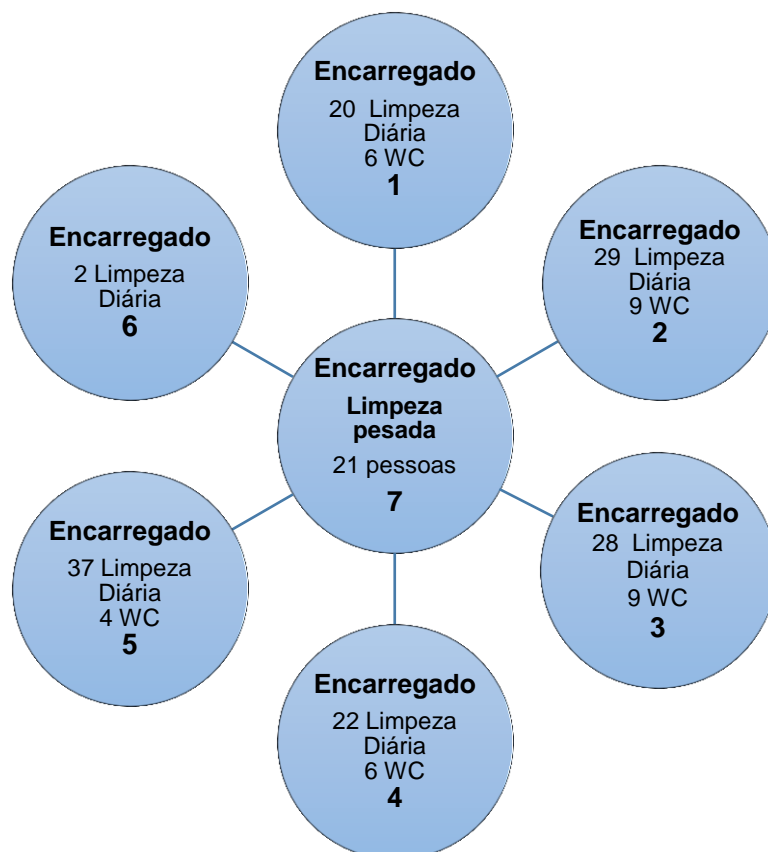 Encarregado
20 Limpeza
Diária
6 WC
1
Encarregado
29 Limpeza
Diária
9 WC
2
Encarregado
28 Limpeza
Diária
9 WC
3
Encarregado
22 Limpeza
Diária
6 WC
4
Encarregado
37 Limpeza
Diária
4 WC
5
Encarregado
2 Limpeza
Diária
6
Encarregado
Limpeza
pesada
21 pessoas
7